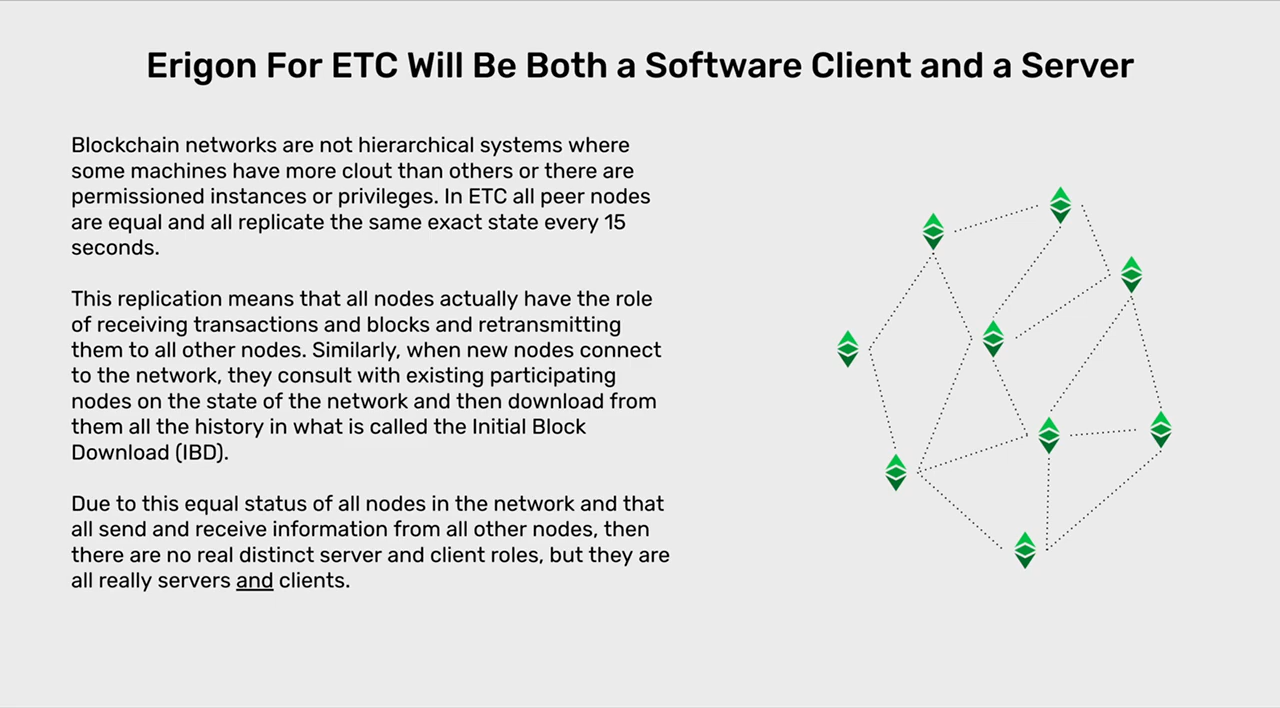 Erigon For ETC Will Be Both a Software Client and a Server
Blockchain networks are not hierarchical systems where
some machines have more clout than others or there are
permissioned instances or privileges. In ETC all peer nodes
are equal and all replicate the same exact state every 15
seconds.
This replication means that all nodes actually have the role
of receiving transactions and blocks and retransmitting
them to all other nodes. Similarly, when new nodes connect
to the network, they consult with existing participating
nodes on the state of the network and then download from
them all the history in what is called the Initial Block
Download (IBD).
Due to this equal status of all nodes in the network and that
all send and receive information from all other nodes, then
there are no real distinct server and client roles, but they are
all really servers and clients.